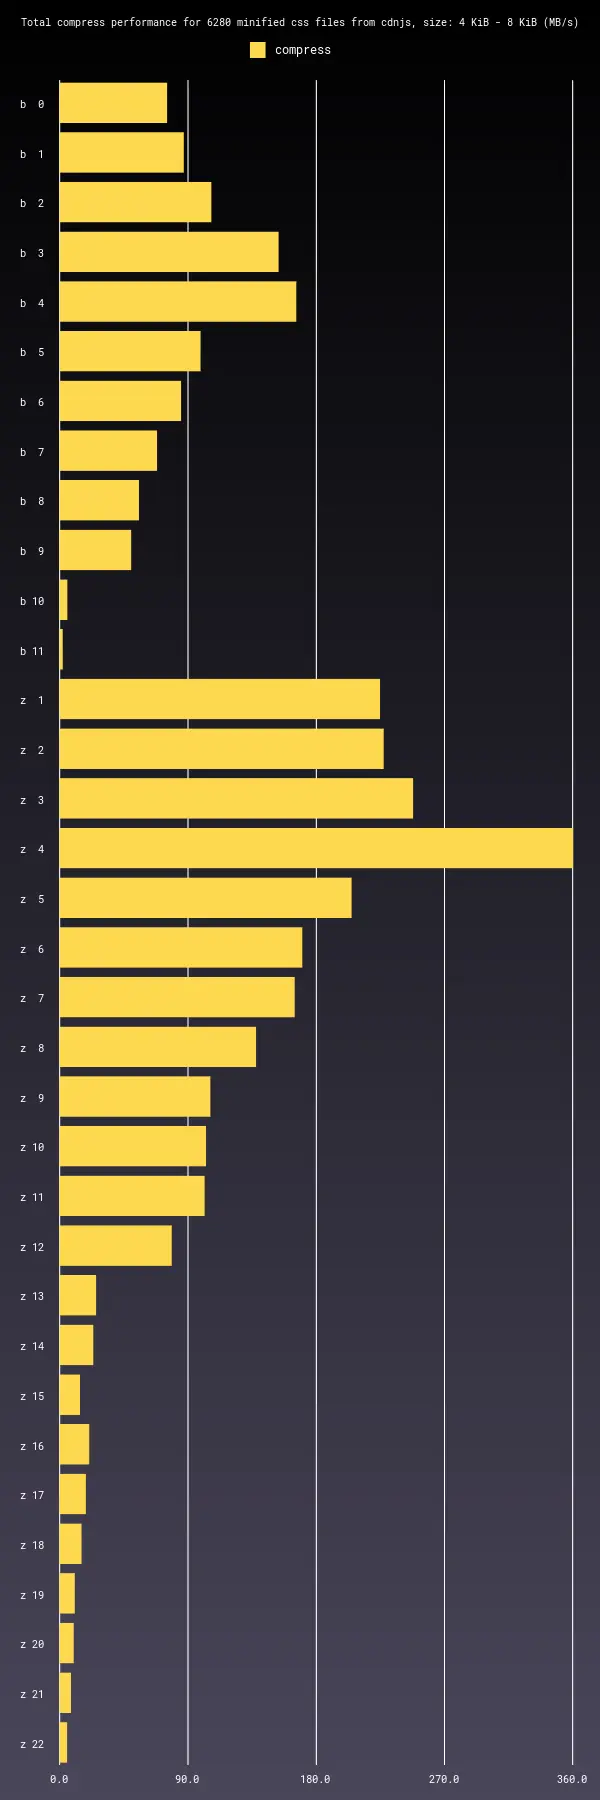 Total compress performance for 6280 minified css files from cdnjs, size: 4 KiB - 8 KiB (MB/s)
compress
b 0
b 1
b 2
b 3
b 4
b 5
b 6
b 7
b 8
b 9
b 10
b 11
z 1
z 2
z 3
z 4
z 5
z 6
z 7
z 8
z 9
z 10
z 11
z 12
z 13
z 14
z 15
z 16
z 17
z 18
z 19
z 20
z 21
z 22
0.0 90.0 180.0 270.0 360.0